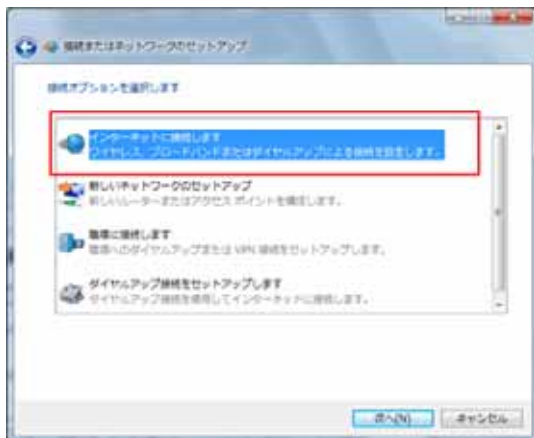 接続またはネットワークのセットアップ
接続オプションを選択します
インターネットに接続します
ワイヤレス、ブロードバンドまたはダイヤルアップによる接続を設定します。
新しいネットワークのセットアップ
新しいルーターまたはアクセス ポイントを構成します。
職場に接続します
職場へのダイヤルアップまたは VPN 接続をセットアップします。
ダイヤルアップ接続をセットアップします
ダイヤルアップ接続を使用してインターネットに接続します。
次へ(N)
キャンセル